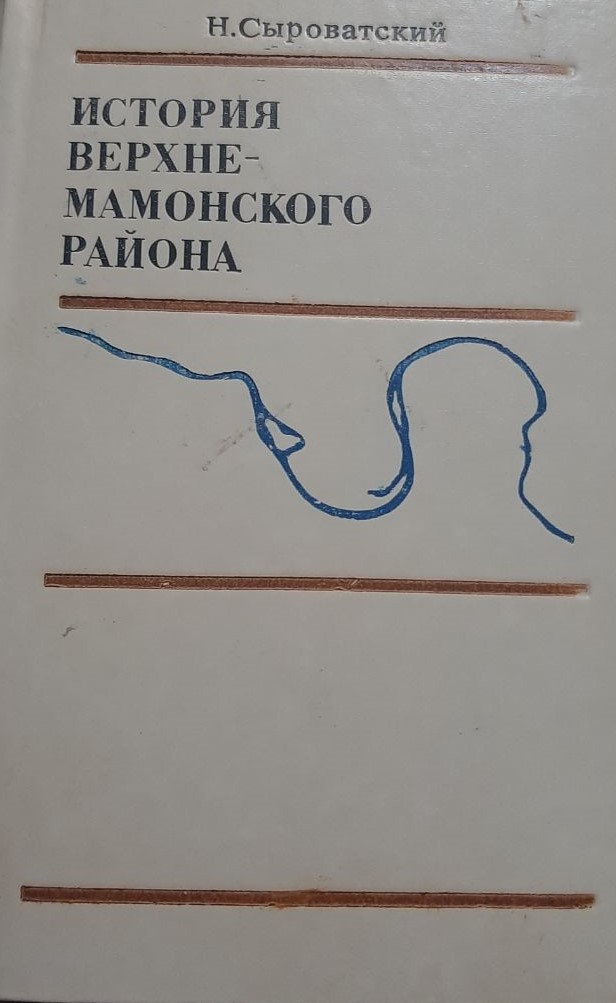 Н.Сыроватский
ИСТОРИЯ
ВЕРХНЕ-
МАМОНСКОГО
РАЙОНА